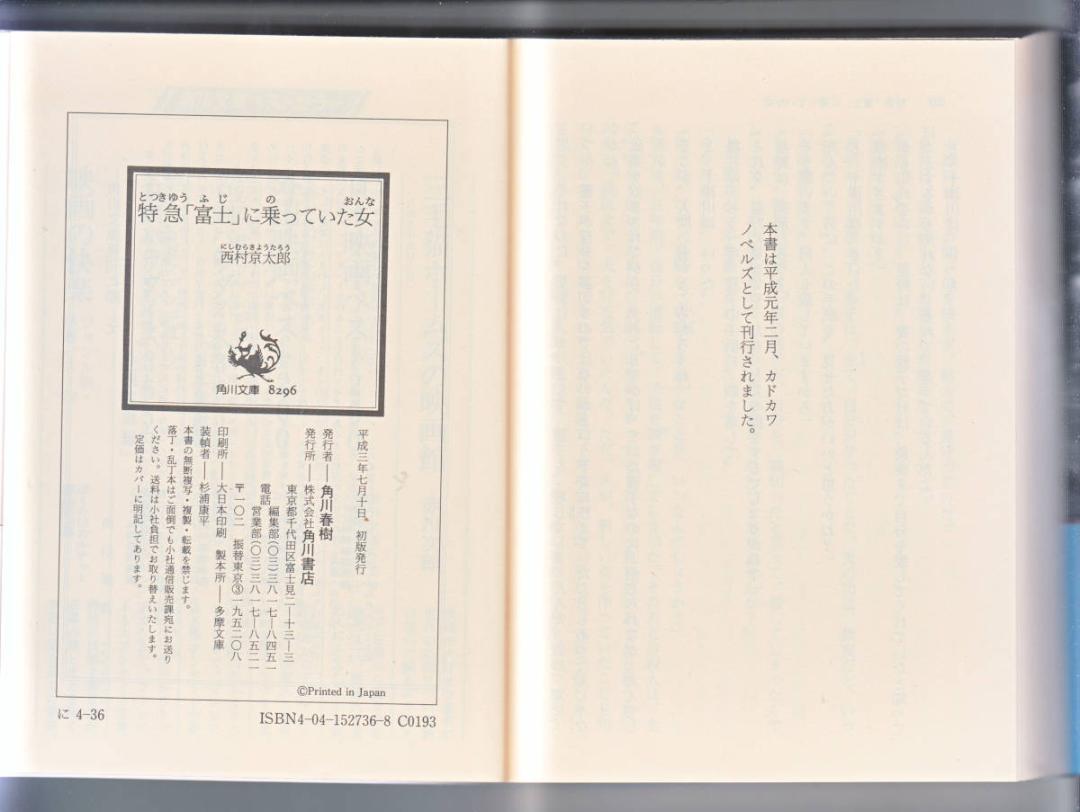 本書は平成元年二月、カドカワ
ノベルズとして刊行されました。
とつきゆう ふじ の おんな
特急「富士」に乗っていた女
にしむらきようたろう
西村京太郎
角川文庫 8296
平成三年七月十日 初版発行
発行者――角川春樹
発行所――株式会社角川書店
東京都千代田区富士見二―十三―三
電話 編集部(〇三)三八一七―八四五一
営業部(〇三)三八一七―八五二一
〒一〇二 振替東京③一九五二〇八
印刷所――大日本印刷 製本所――多摩文庫
装幀者――杉浦康平
本書の無断複写・複製・転載を禁じます。
落丁・乱丁本はご面倒でも小社通信販売課宛にお送り
ください。送料は小社負担でお取り替えいたします。
定価はカバーに明記してあります。
©Printed in Japan
に 4-36
ISBN4-04-152736-8 C0193